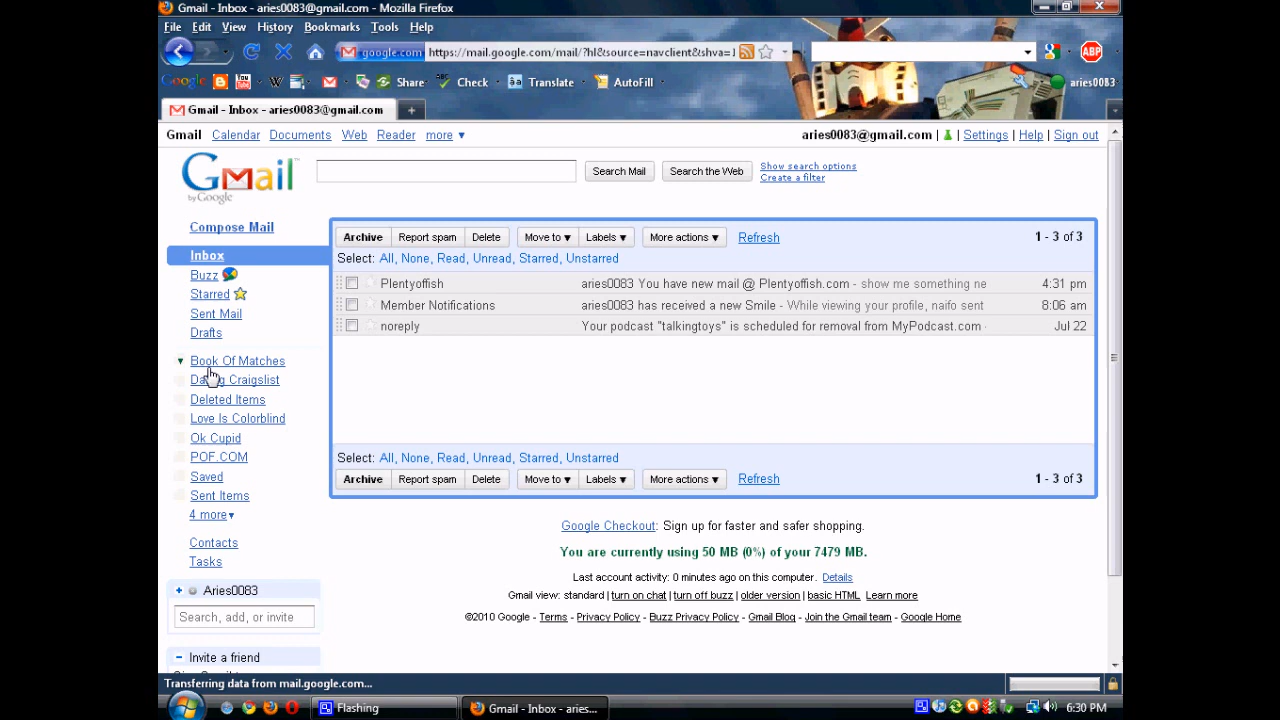 Gmail - Inbox - aries0083@gmail.com - Mozilla Firefox
File Edit View History Bookmarks Tools Help
google.com https://mail.google.com/mail/?hl&source=navclient&shva=1
ABP
Google Share Check Translate AutoFill aries0083
Gmail - Inbox - aries0083@gmail.com
Gmail Calendar Documents Web Reader more ▼ aries0083@gmail.com | | Settings | Help | Sign out
Gmail
by Google
Search Mail Search the Web Show search options
Create a filter
Compose Mail
Archive Report spam Delete Move to ▼ Labels ▼ More actions ▼ Refresh 1 - 3 of 3
Inbox
Select: All, None, Read, Unread, Starred, Unstarred
Buzz
Plentyoffish aries0083 You have new mail @ Plentyoffish.com - show me something ne 4:31 pm
Starred
Member Notifications aries0083 has received a new Smile - While viewing your profile, naifo sent 8:06 am
Sent Mail
noreply Your podcast "talkingtoys" is scheduled for removal from MyPodcast.com - Jul 22
Drafts
Book Of Matches
Craigslist
Deleted Items
Love Is Colorblind
Ok Cupid
POF.COM
Select: All, None, Read, Unread, Starred, Unstarred
Saved
Archive Report spam Delete Move to ▼ Labels ▼ More actions ▼ Refresh 1 - 3 of 3
Sent Items
4 more ▼
Google Checkout: Sign up for faster and safer shopping.
Contacts
You are currently using 50 MB (0%) of your 7479 MB.
Tasks
Last account activity: 0 minutes ago on this computer. Details
Aries0083
Gmail view: standard | turn on chat | turn off buzz | older version | basic HTML Learn more
Search, add, or invite
©2010 Google - Terms - Privacy Policy - Buzz Privacy Policy - Gmail Blog - Join the Gmail team - Google Home
Invite a friend
Transferring data from mail.google.com...
Flashing Gmail - Inbox - aries... 6:30 PM